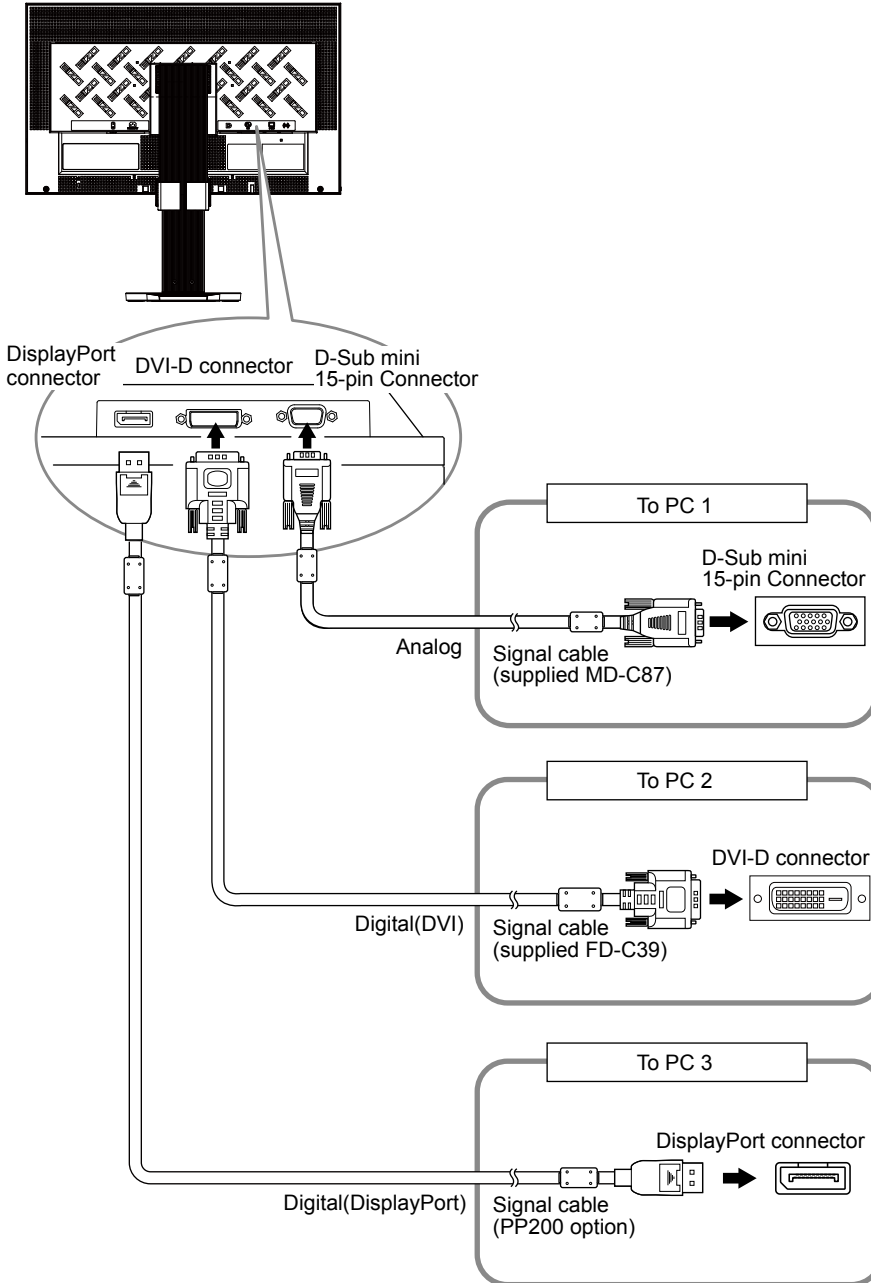 DisplayPort
connector
DVI-D connector
D-Sub mini
15-pin Connector
To PC 1
D-Sub mini
15-pin Connector
Analog
Signal cable
(supplied MD-C87)
To PC 2
DVI-D connector
Digital(DVI)
Signal cable
(supplied FD-C39)
To PC 3
DisplayPort connector
Digital(DisplayPort)
Signal cable
(PP200 option)